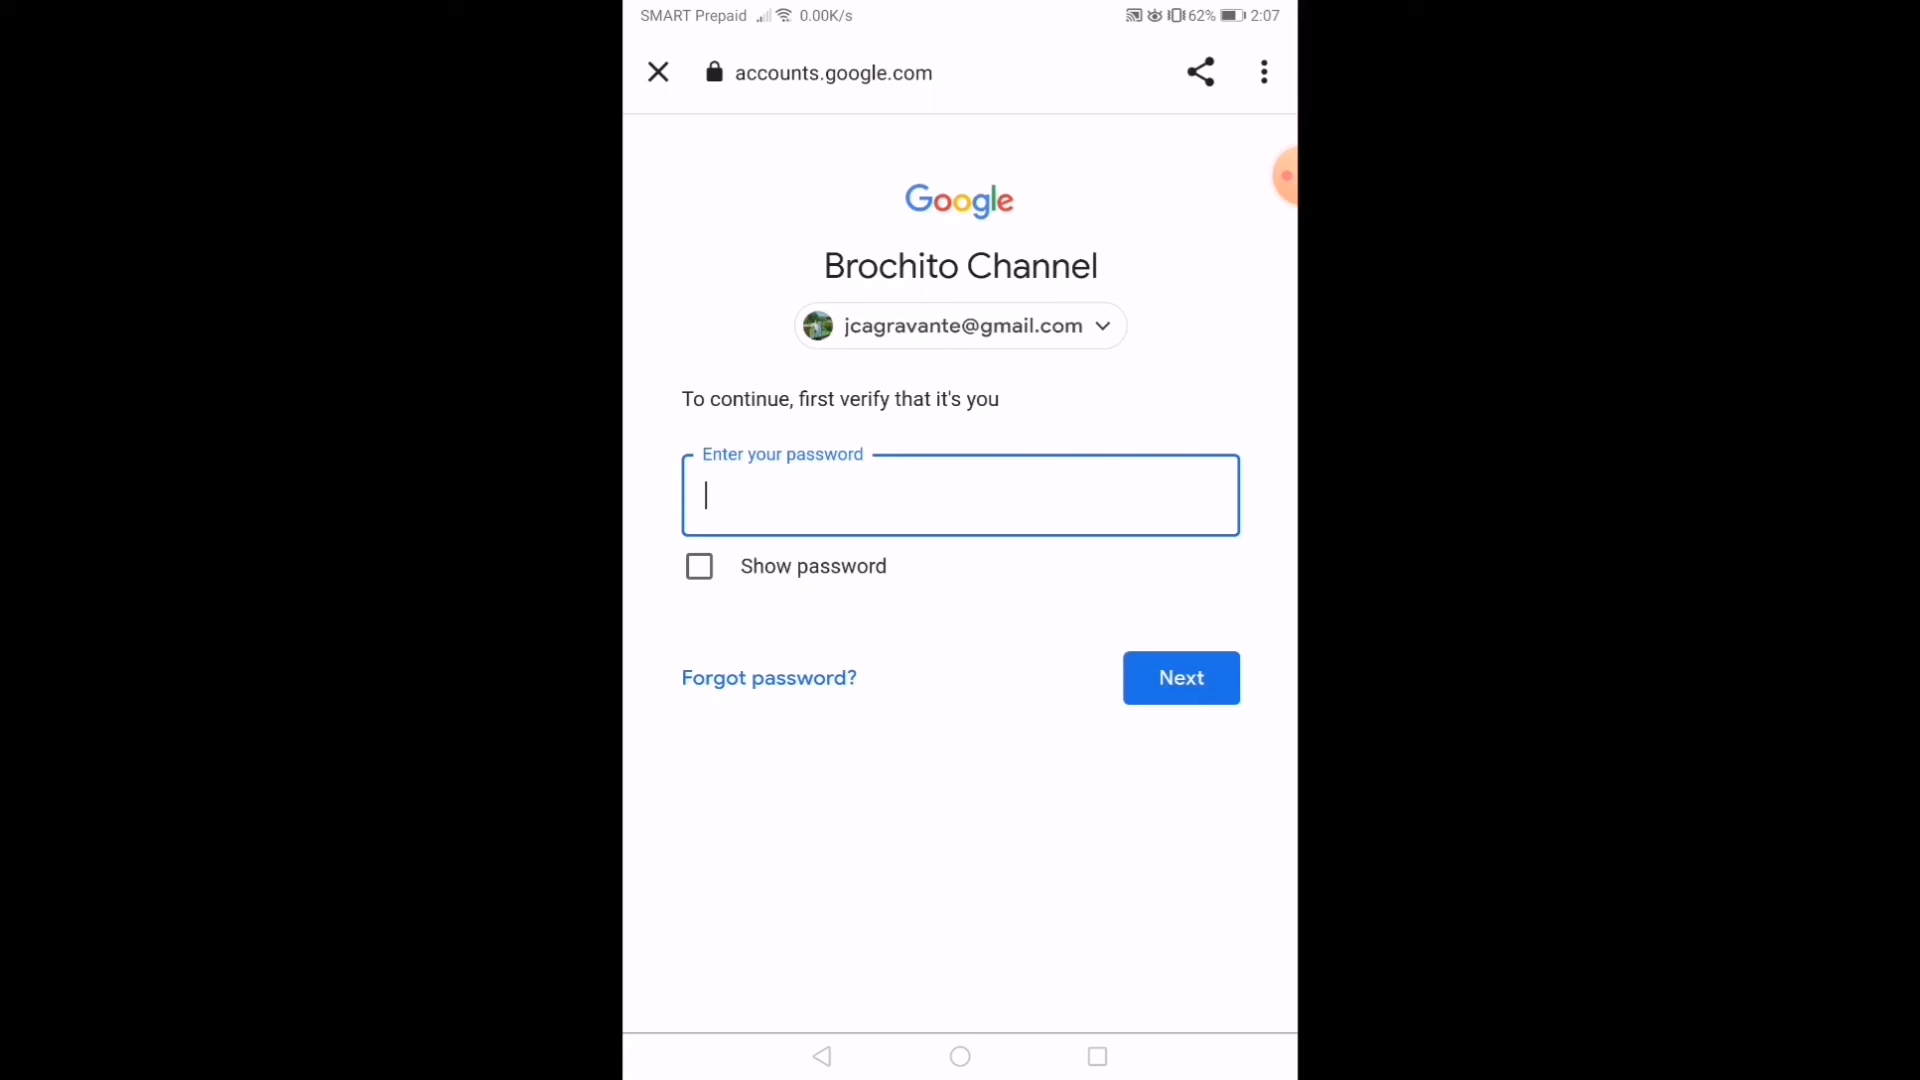 SMART Prepaid 0.00K/s 62% 2:07
accounts.google.com
Google
Brochito Channel
jcagravante@gmail.com
To continue, first verify that it's you
Enter your password
Show password
Forgot password?
Next